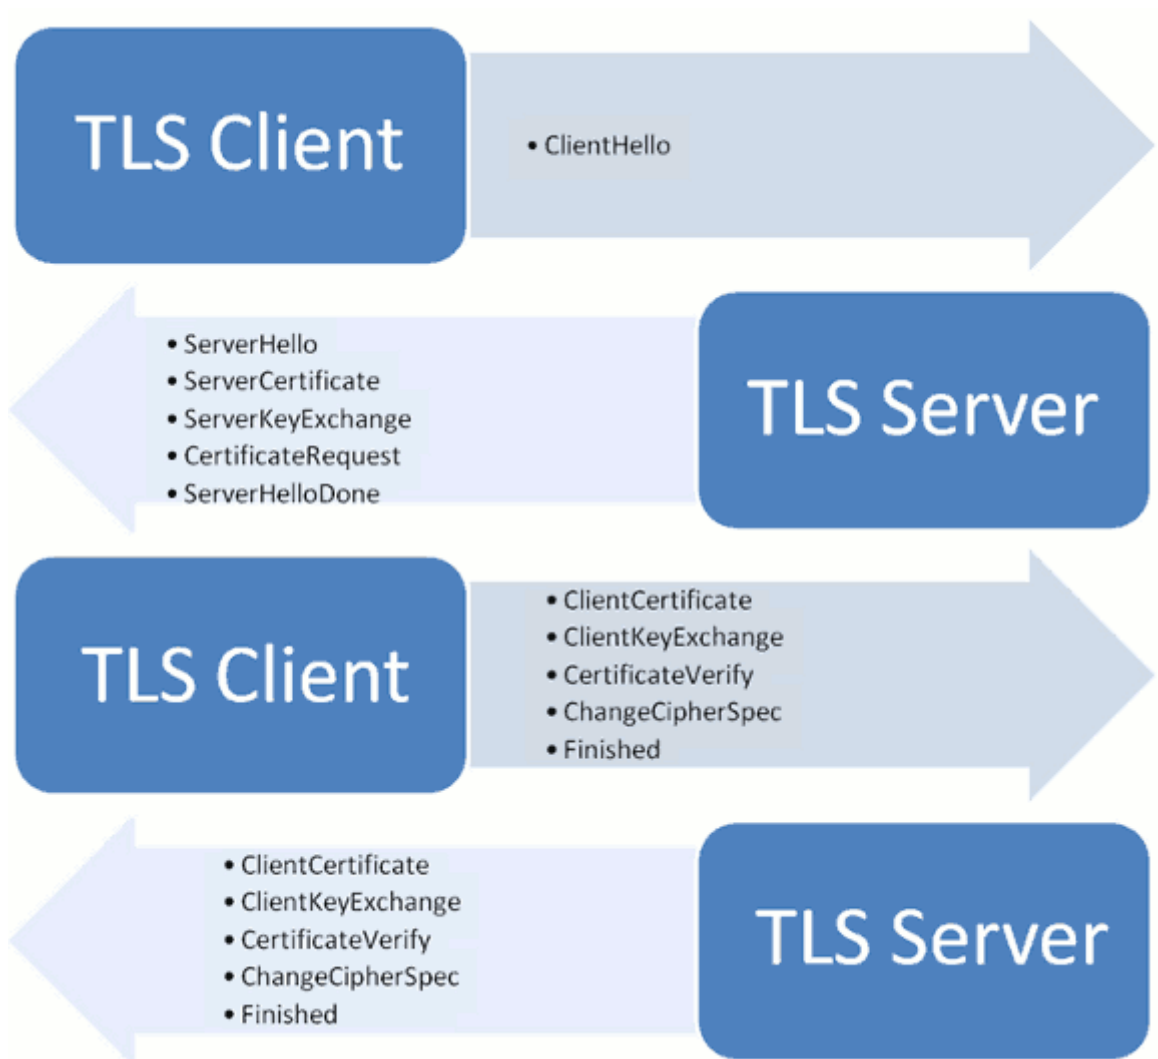 TLS Client
• ClientHello
• ServerHello
• ServerCertificate
• ServerKeyExchange
• CertificateRequest
• ServerHelloDone
TLS Server
TLS Client
• ClientCertificate
• ClientKeyExchange
• CertificateVerify
• ChangeCipherSpec
• Finished
• ClientCertificate
• ClientKeyExchange
• CertificateVerify
• ChangeCipherSpec
• Finished
TLS Server